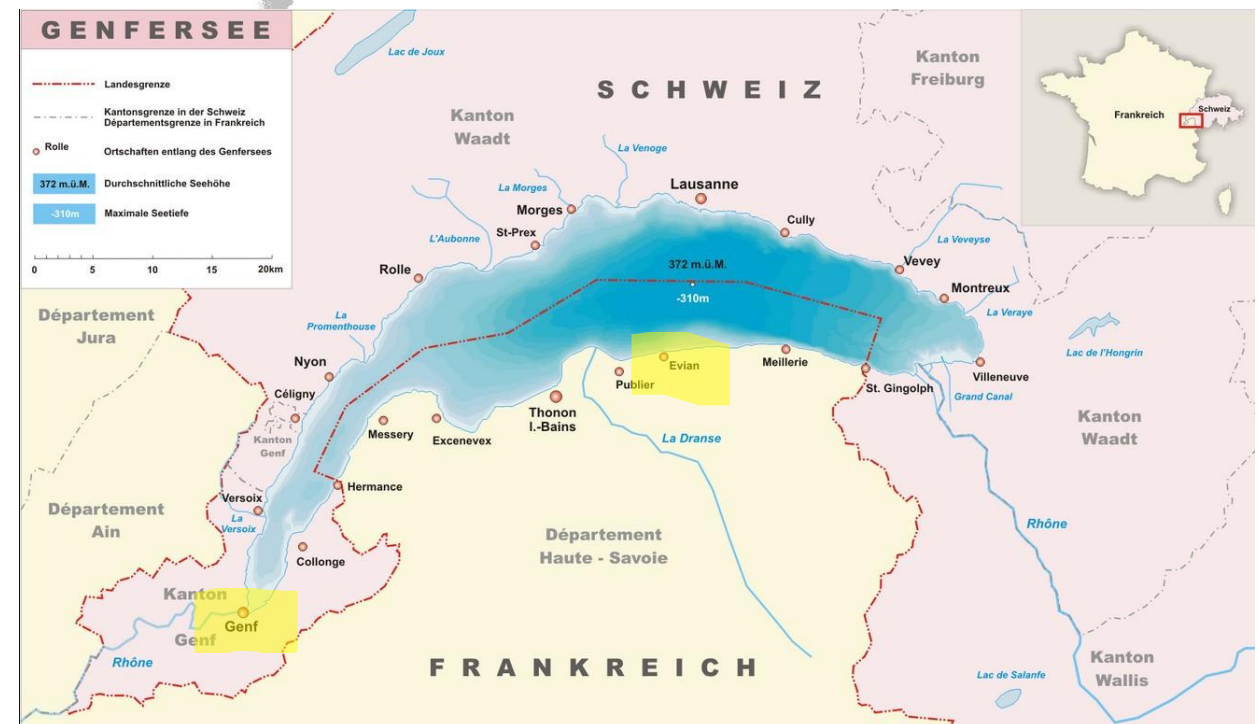 GENFERSEE
Landesgrenze
Kantonsgrenze in der Schweiz
Départementsgrenze in Frankreich
Rolle
Ortschaften entlang des Genfersees
372 m.ü.M.
Durchschnittliche Seehöhe
-310m
Maximale Seetiefe
0 5 10 15 20km
Lac de Joux
SCHWEIZ
Kanton
Freiburg
Frankreich
Schweiz
Kanton
Waadt
La Venoge
La Morges
Lausanne
Morges
Cully
St-Prex
L'Aubonne
La Veveyse
Vevey
Rolle
372 m.ü.M.
-310m
Montreux
La Veraye
Département
Jura
La
Promenthouse
Lac de l'Hongrin
Nyon
Evian
Meillerie
Villeneuve
Publier
St. Gingolph
Céligny
Grand Canal
Thonon
l.-Bains
Kanton
Waadt
Messery
Excenevex
La Dranse
Kanton
Genf
Hermance
Versoix
La
Versoix
Département
Ain
Rhône
Département
Haute - Savoie
Collonge
Kanton
Genf
Genf
Rhône
FRANKREICH
Kanton
Wallis
Lac de Salanfe